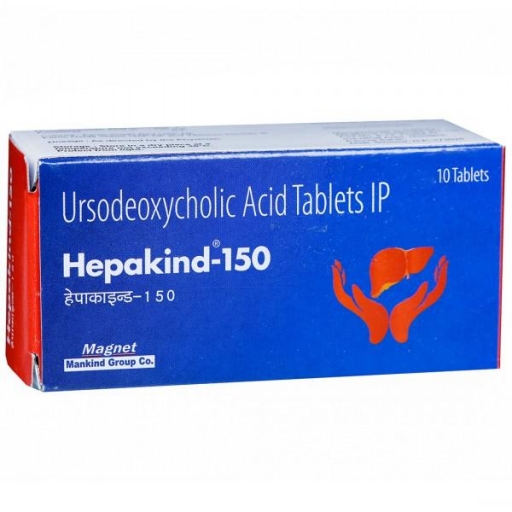 Ursodeoxycholic Acid Tablets IP
10 Tablets
Hepakind®-150
हेपाकाइन्ड-150
Magnet
Mankind Group Co.